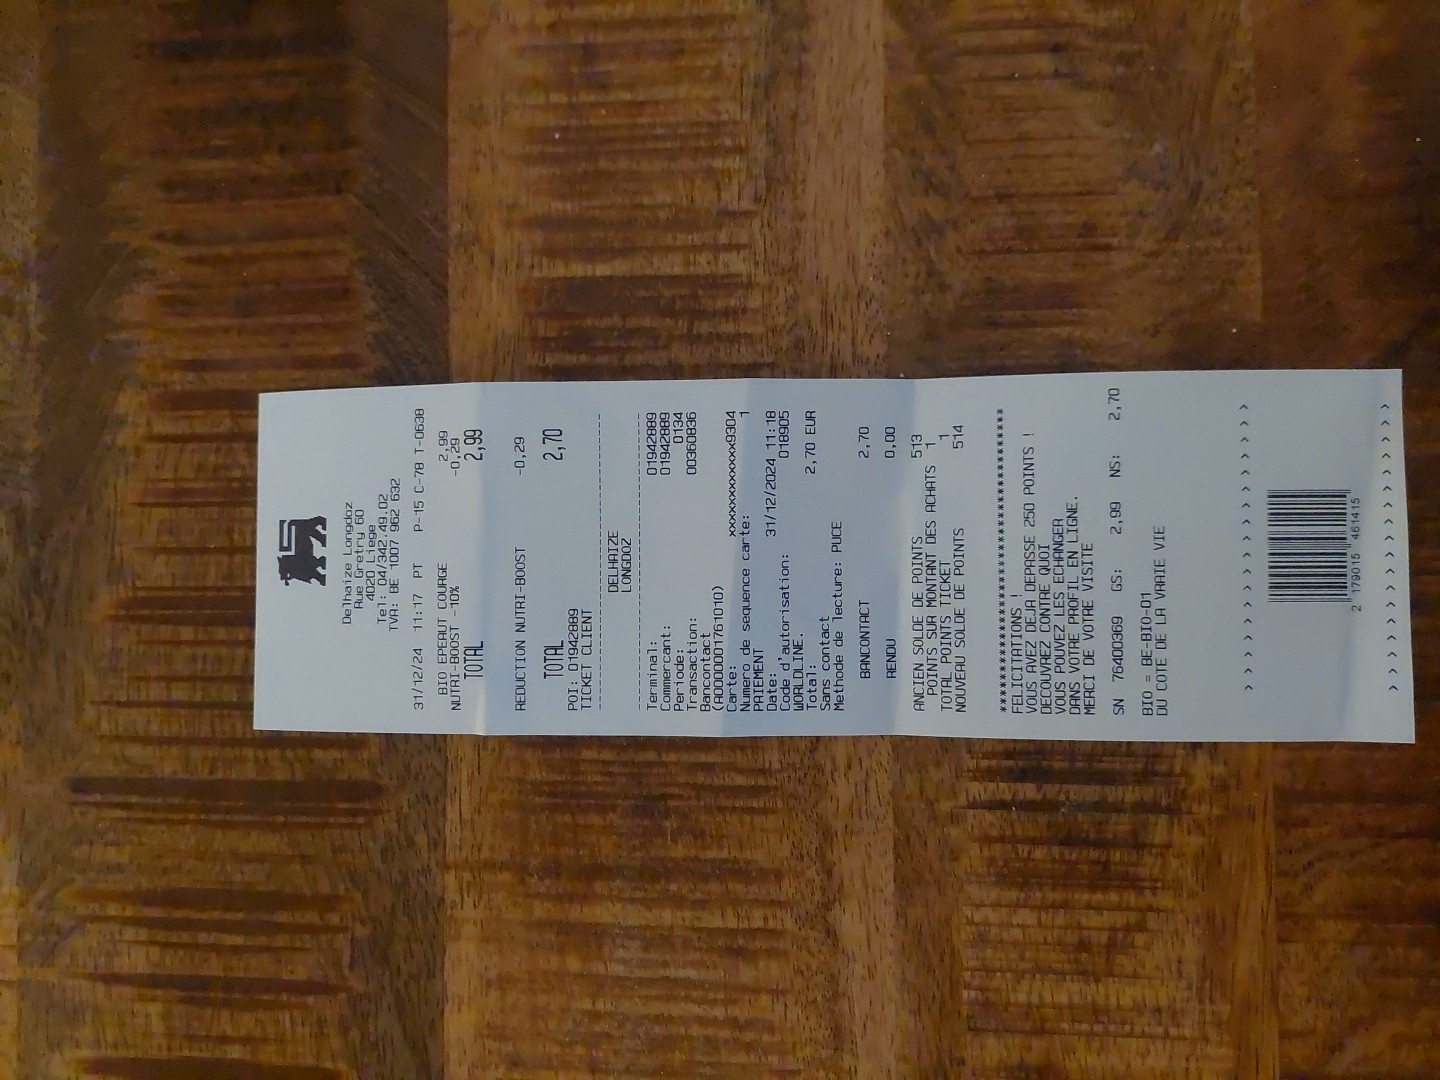 Delhaize Longdoz
Rue Gretry 60
4020 Liege
Tel: 04/342.49.02
TVA: BE 1007 962 632
31/12/24 11:17 PT P-15 C-78 T-0638
BIO EPEAUT COURGE 2,99
NUTRI-BOOST -10% -0,29
TOTAL 2,99
REDUCTION NUTRI-BOOST -0,29
TOTAL 2,70
POI: 01942889
TICKET CLIENT
DELHAIZE
LONGDOZ
Terminal: 01942889
Commercant: 01942889
Periode: 0134
Transaction: 00360836
Bancontact
(A0000001761010)
Carte: xxxxxxxxxxxxx9304
Numero de sequence carte: 1
PAIEMENT
Date: 31/12/2024 11:18
Code d'autorisation: 018905
WORLDLINE.
Total: 2,70 EUR
Sans contact
Methode de lecture: PUCE
BANCONTACT 2,70
RENDU 0,00
ANCIEN SOLDE DE POINTS 513
POINTS SUR MONTANT DES ACHATS 1
TOTAL POINTS TICKET 1
NOUVEAU SOLDE DE POINTS 514
****************************************
FELICITATIONS !
VOUS AVEZ DEJA DEPASSE 250 POINTS !
DECOUVREZ CONTRE QUOI
VOUS POUVEZ LES ECHANGER
DANS VOTRE PROFIL EN LIGNE.
MERCI DE VOTRE VISITE
SN 76400369 GS: 2,99 NS: 2,70
BIO = BE-BIO-01
DU COTE DE LA VRAIE VIE
2 179015 461415